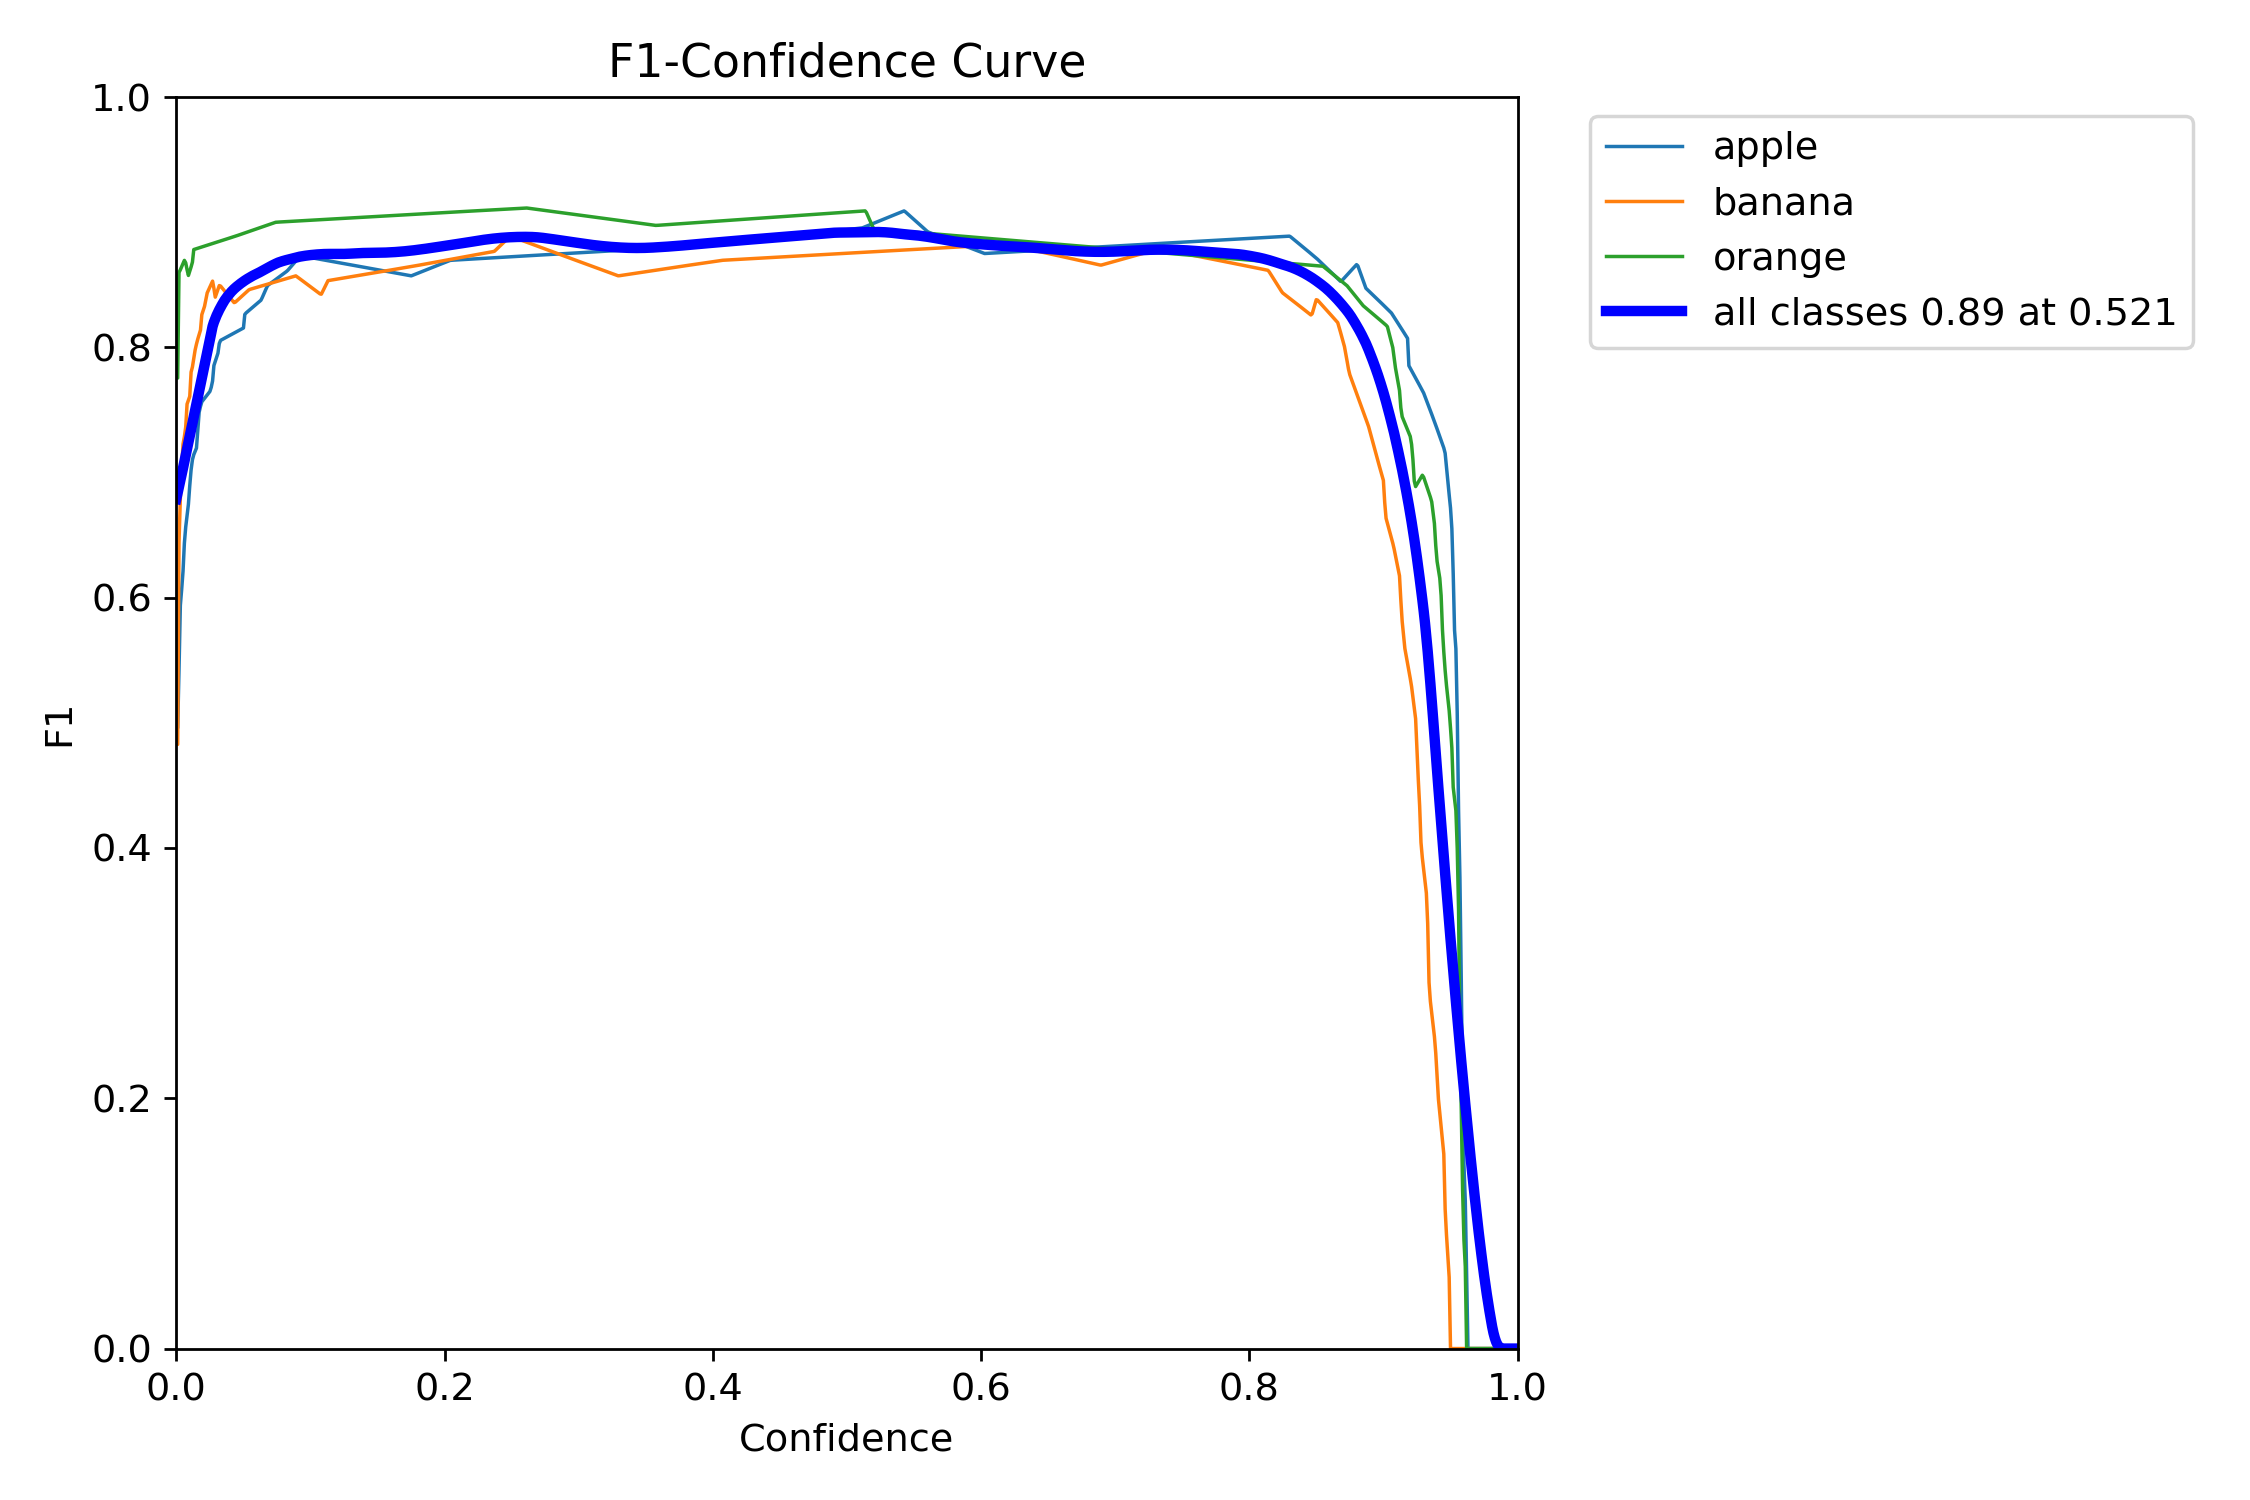 F1-Confidence Curve
1.0
0.8
0.6
0.4
0.2
0.0
F1
0.0 0.2 0.4 0.6 0.8 1.0
Confidence
apple
banana
orange
all classes 0.89 at 0.521